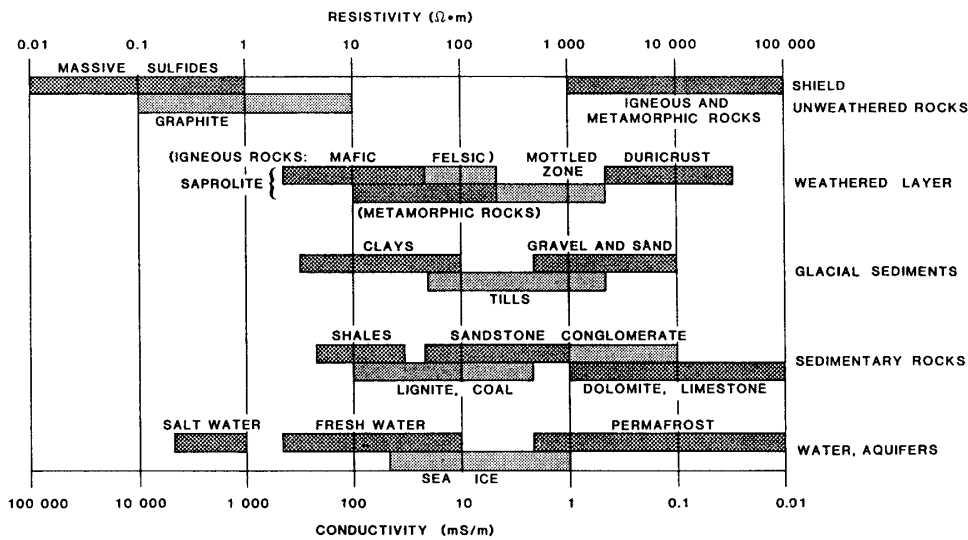 RESISTIVITY (Ω•m)
0.01 0.1 1 10 100 1 000 10 000 100 000
MASSIVE SULFIDES
SHIELD
IGNEOUS AND
UNWEATHERED ROCKS
GRAPHITE
METAMORPHIC ROCKS
(IGNEOUS ROCKS: MAFIC FELSIC) MOTTLED ZONE DURICRUST
SAPROLITE {
WEATHERED LAYER
(METAMORPHIC ROCKS)
CLAYS GRAVEL AND SAND
GLACIAL SEDIMENTS
TILLS
SHALES SANDSTONE CONGLOMERATE
SEDIMENTARY ROCKS
LIGNITE, COAL DOLOMITE, LIMESTONE
SALT WATER FRESH WATER PERMAFROST
WATER, AQUIFERS
SEA ICE
100 000 10 000 1 000 100 10 1 0.1 0.01
CONDUCTIVITY (mS/m)